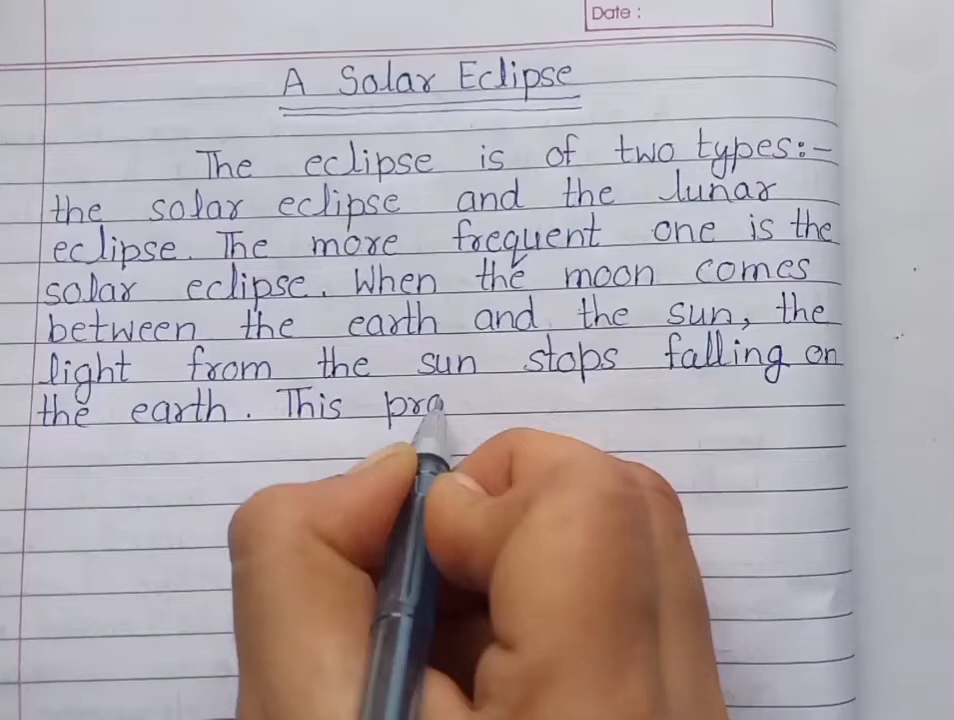 Date :
A Solar Eclipse
The eclipse is of two types:-
the solar eclipse and the lunar
eclipse. The more frequent one is the
solar eclipse. When the moon comes
between the earth and the sun, the
light from the sun stops falling on
the earth. This pra